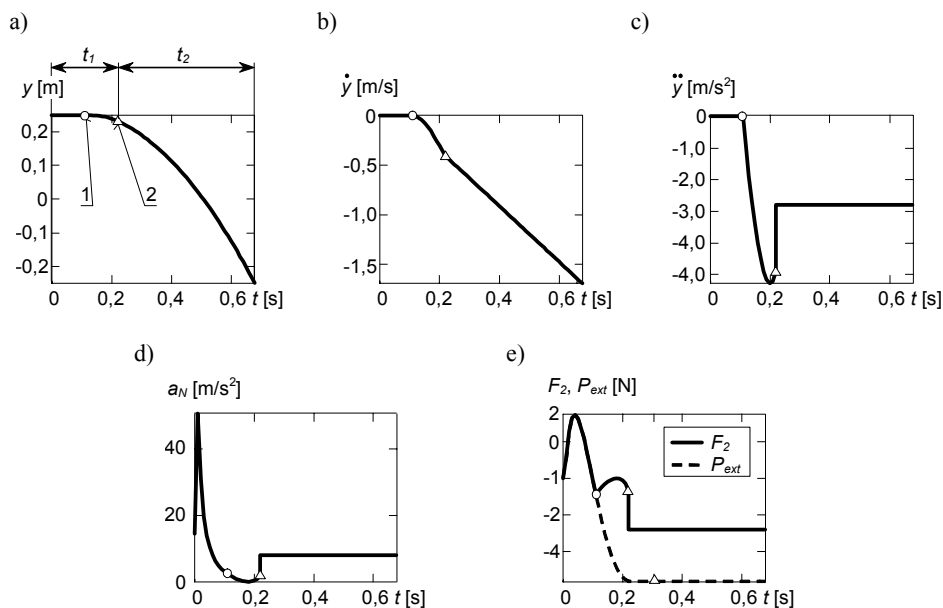 a)
t1
t2
y [m]
0,2
0,1
0
-0,1
-0,2
1
2
0
0,2
0,4
0,6 t [s]
b)
ẏ [m/s]
0
-0,5
-1,0
-1,5
0
0,2
0,4
0,6 t [s]
c)
ÿ [m/s²]
0
-1,0
-2,0
-3,0
-4,0
4,0
0
0,2
0,4
0,6 t [s]
d)
aN [m/s²]
40
20
0
0
0,2
0,4
0,6 t [s]
e)
F2, Pext [N]
2
0
-1
-2
-4
F2
Pext
0
0,2
0,4
0,6 t [s]